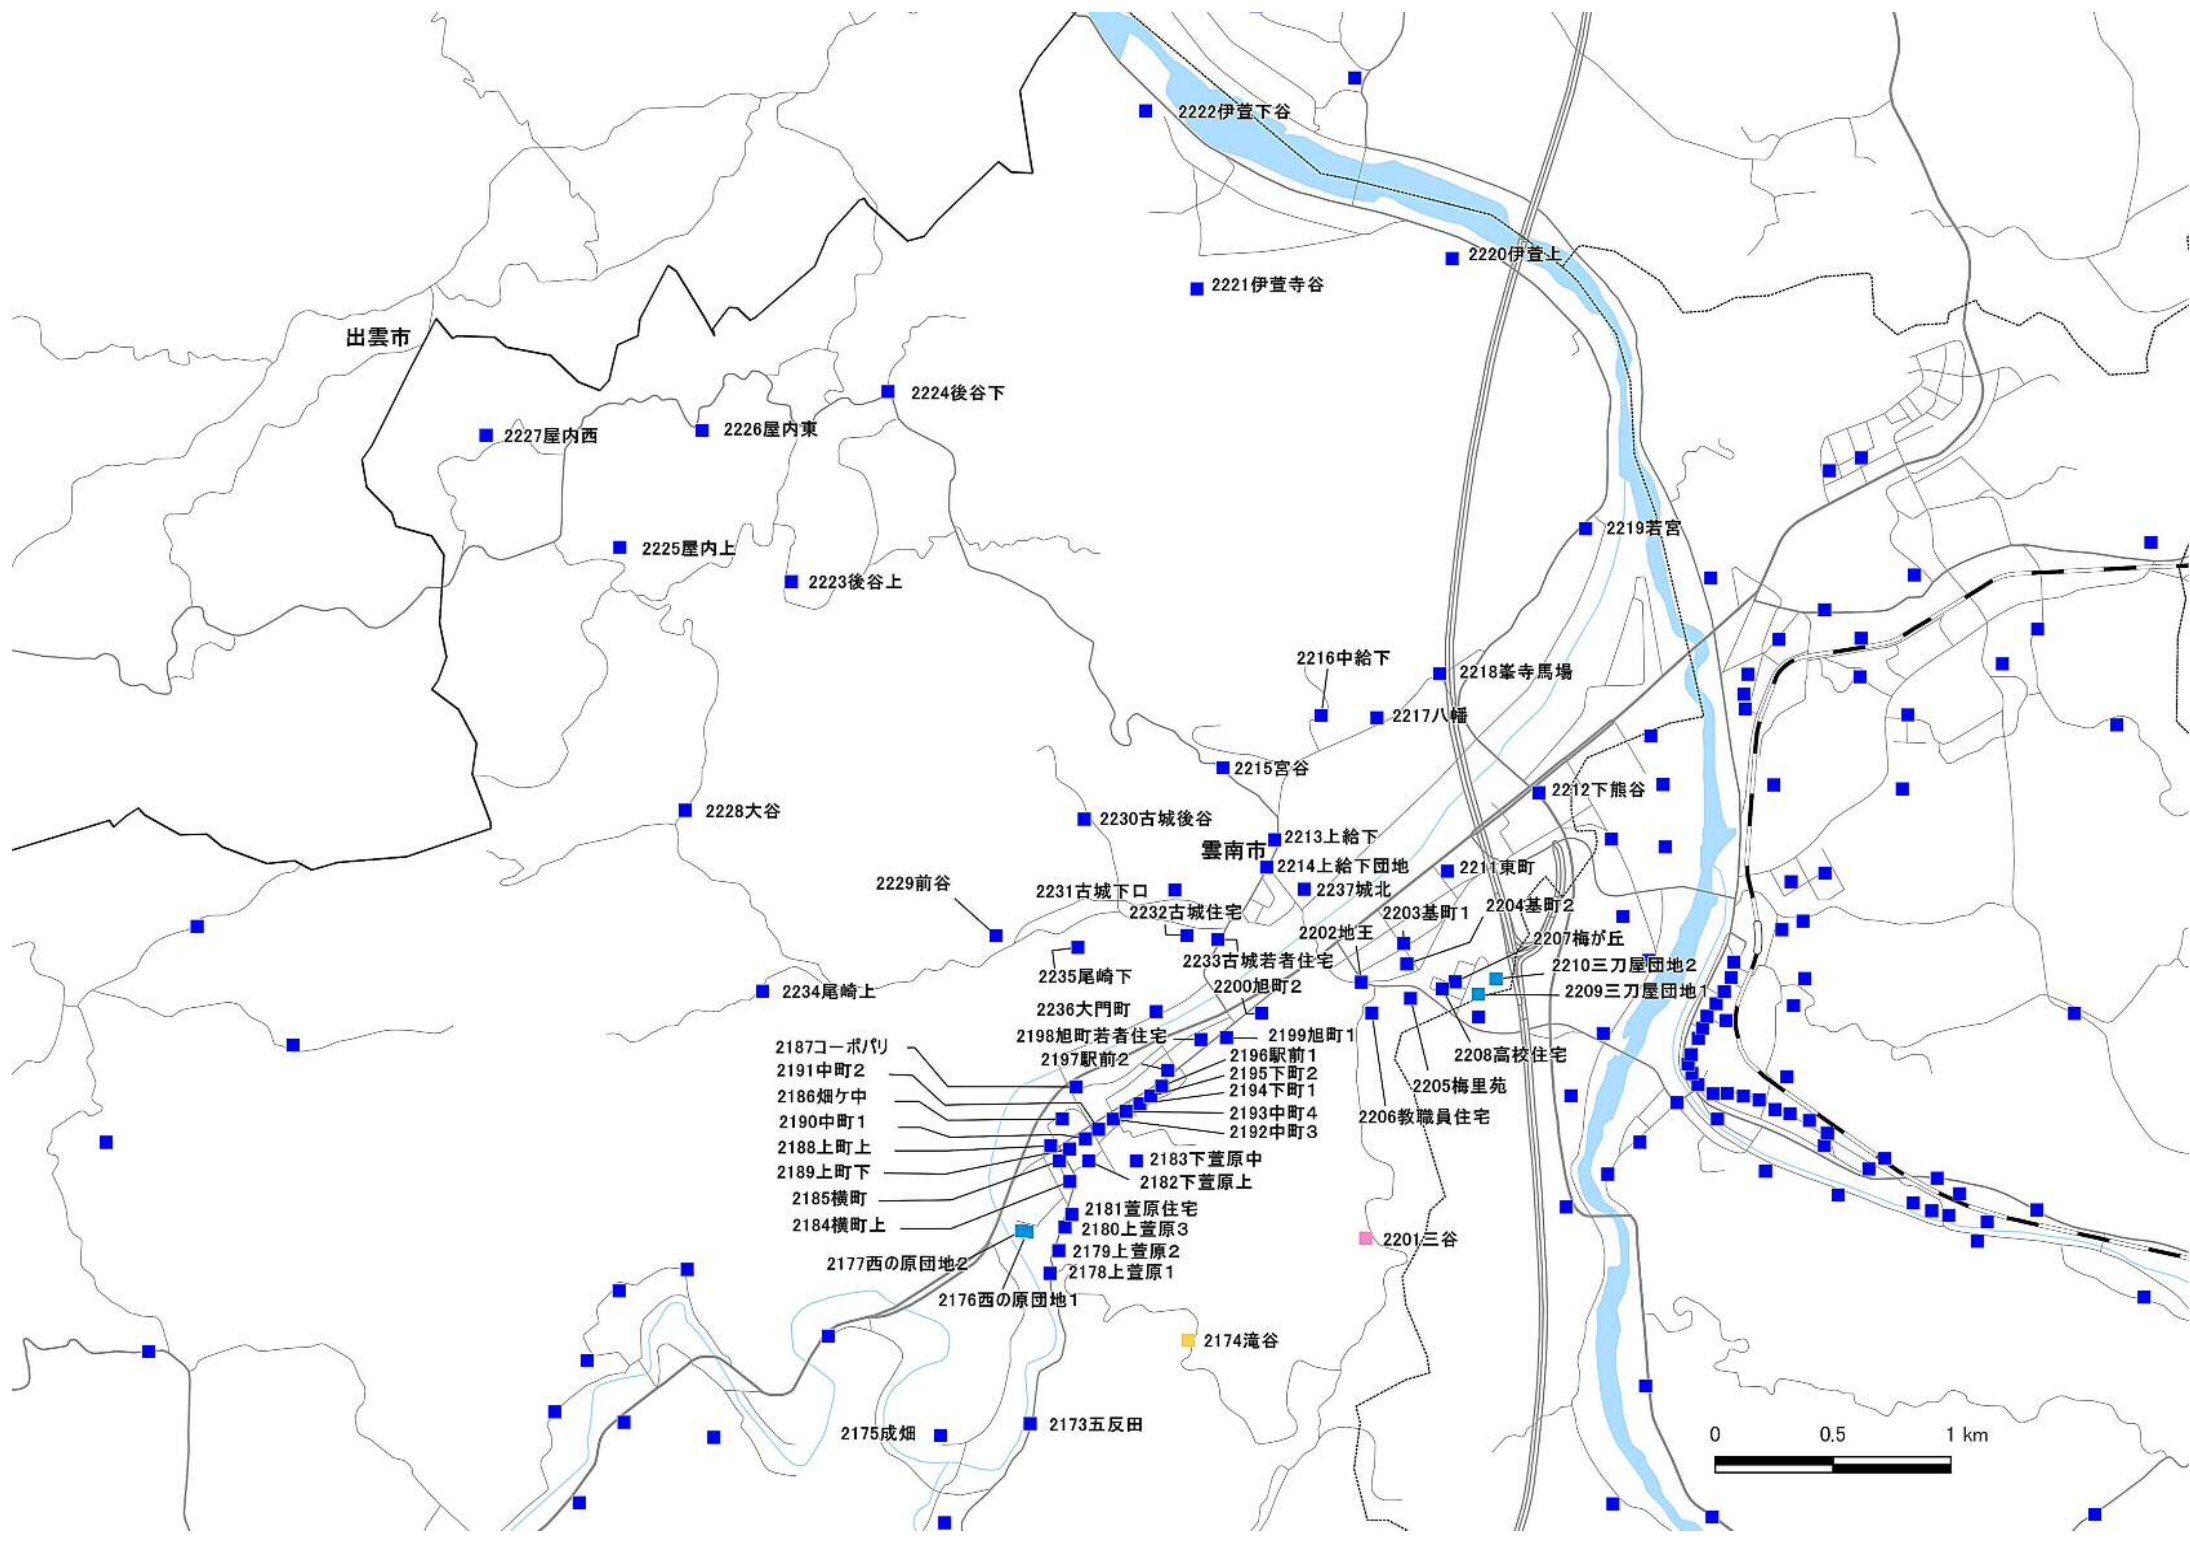 2222伊萱下谷
2220伊萱上
2221伊萱寺谷
出雲市
2224後谷下
2226屋内東
2227屋内西
2219若宮
2225屋内上
2223後谷上
2216中給下
2218峯寺馬場
2217八幡
2215宮谷
2212下熊谷
2228大谷
2230古城後谷
2213上給下
雲南市
2214上給下団地
2211東町
2229前谷
2231古城下口
2237城北
2204基町2
2232古城住宅
2203基町1
2202地王
2207梅が丘
2233古城若者住宅
2210三刀屋団地2
2235尾崎下
2200旭町2
2209三刀屋団地1
2234尾崎上
2236大門町
2198旭町若者住宅
2199旭町1
2187コーポパリ
2197駅前2
2196駅前1
2208高校住宅
2191中町2
2195下町2
2205梅里苑
2186畑ケ中
2194下町1
2193中町4
2206教職員住宅
2190中町1
2192中町3
2188上町上
2183下萱原中
2189上町下
2182下萱原上
2185横町
2181萱原住宅
2184横町上
2180上萱原3
2201三谷
2179上萱原2
2177西の原団地2
2178上萱原1
2176西の原団地1
2174滝谷
2175成畑
2173五反田
0 0.5 1 km